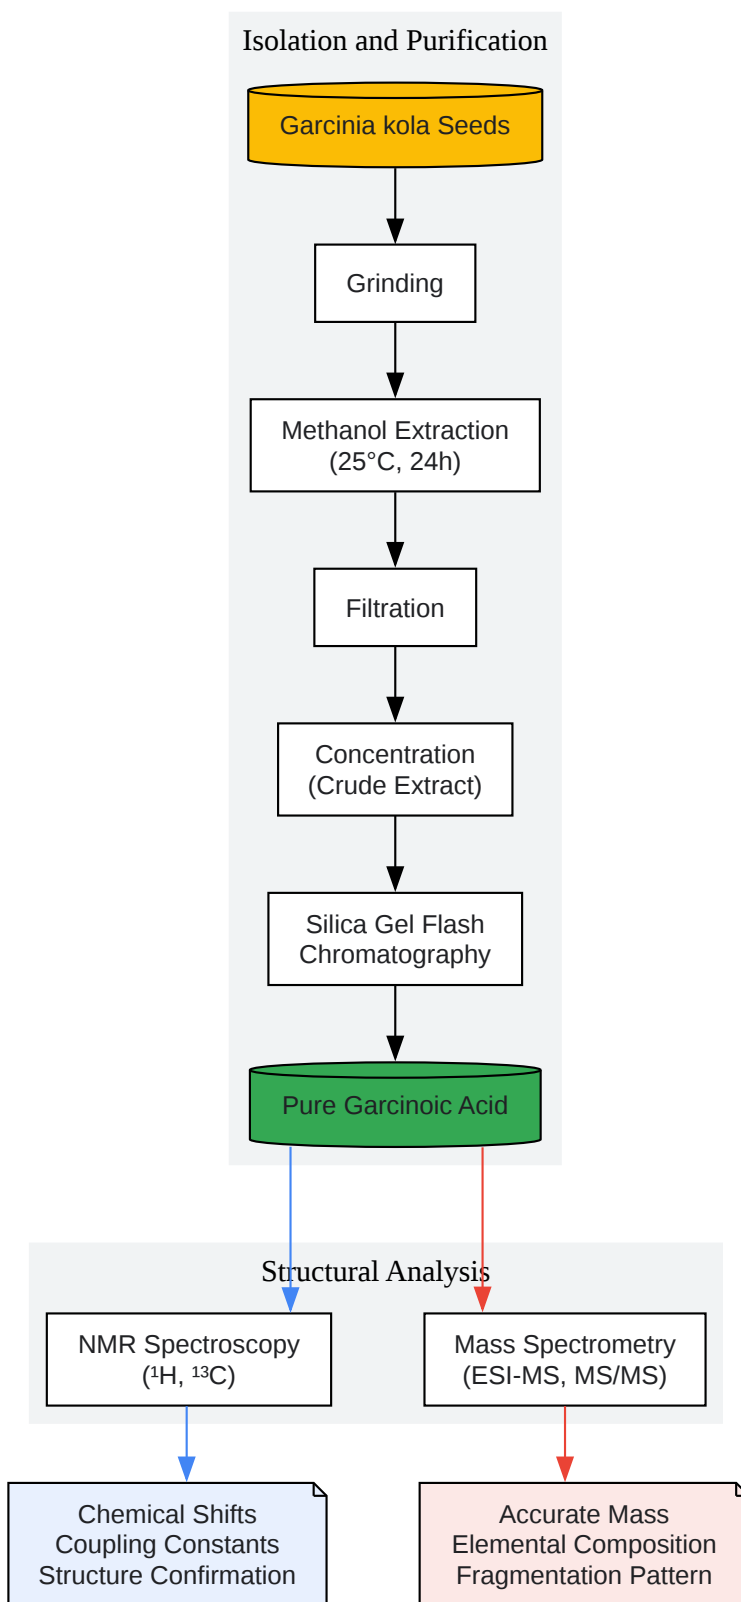 Isolation and Purification
Garcinia kola Seeds
Grinding
Methanol Extraction
(25°C, 24h)
Filtration
Concentration
(Crude Extract)
Silica Gel Flash
Chromatography
Pure Garcinoic Acid
Structural Analysis
NMR Spectroscopy
(¹H, ¹³C)
Mass Spectrometry
(ESI-MS, MS/MS)
Chemical Shifts
Coupling Constants
Structure Confirmation
Accurate Mass
Elemental Composition
Fragmentation Pattern